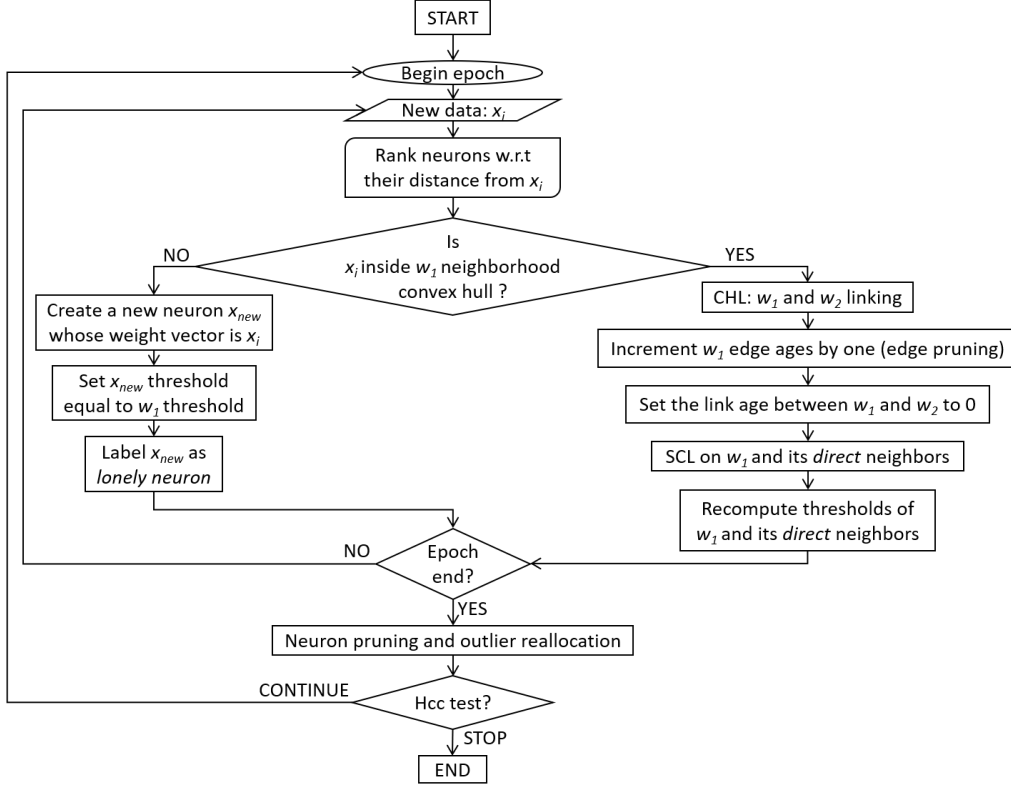 START
Begin epoch
New data: xᵢ
Rank neurons w.r.t
their distance from xᵢ
Is
xᵢ inside w₁ neighborhood
convex hull ?
NO
YES
Create a new neuron xₙₑw
whose weight vector is xᵢ
Set xₙₑw threshold
equal to w₁ threshold
Label xₙₑw as
lonely neuron
CHL: w₁ and w₂ linking
Increment w₁ edge ages by one (edge pruning)
Set the link age between w₁ and w₂ to 0
SCL on w₁ and its direct neighbors
Recompute thresholds of
w₁ and its direct neighbors
NO
Epoch
end?
YES
Neuron pruning and outlier reallocation
CONTINUE
Hcc test?
STOP
END